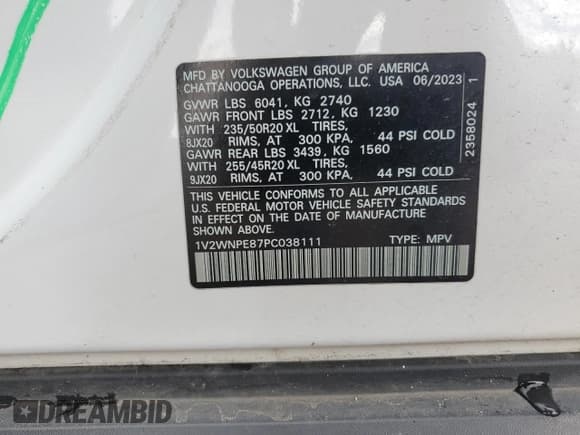 MFD BY VOLKSWAGEN GROUP OF AMERICA
CHATTANOOGA OPERATIONS, LLC. USA 06/2023
GVWR LBS 6041, KG 2740
GAWR FRONT LBS 2712, KG 1230
WITH 235/50R20 XL TIRES,
8JX20 RIMS, AT 300 KPA, 44 PSI COLD
GAWR REAR LBS 3439, KG 1560
WITH 255/45R20 XL TIRES,
9JX20 RIMS, AT 300 KPA, 44 PSI COLD
THIS VEHICLE CONFORMS TO ALL APPLICABLE
U.S. FEDERAL MOTOR VEHICLE SAFETY STANDARDS
IN EFFECT ON THE DATE OF MANUFACTURE
SHOWN ABOVE.
1V2WNPE87PC038111 TYPE: MPV
2358024 1
DREAMBID